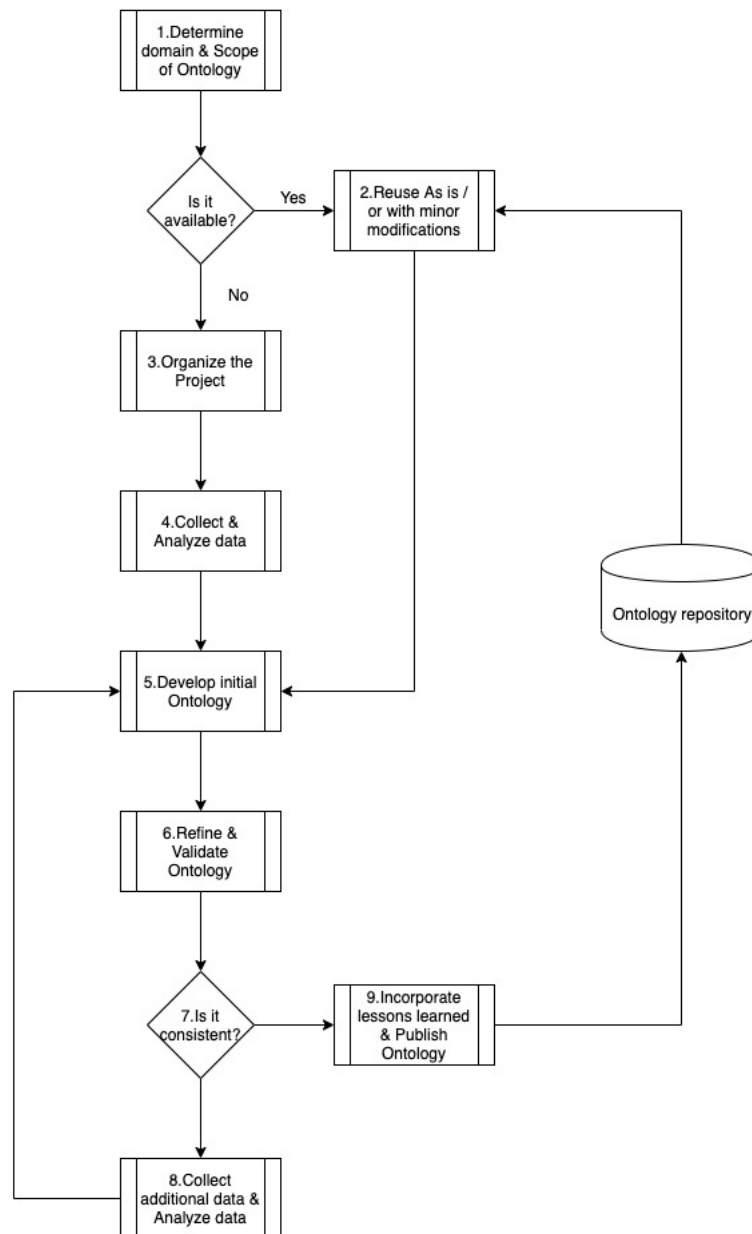 1.Determine
domain & Scope
of Ontology
Is it
available?
Yes
2.Reuse As is /
or with minor
modifications
No
3.Organize the
Project
4.Collect &
Analyze data
Ontology repository
5.Develop initial
Ontology
6.Refine &
Validate
Ontology
7.Is it
consistent?
9.Incorporate
lessons learned
& Publish
Ontology
8.Collect
additional data &
Analyze data